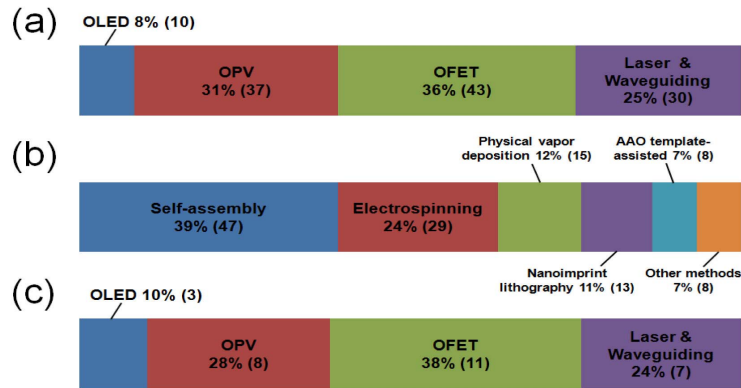 (a)
OLED 8% (10)
OPV
31% (37)
OFET
36% (43)
Laser &
Waveguiding
25% (30)
(b)
Physical vapor
deposition 12% (15)
AAO template-
assisted 7% (8)
Self-assembly
39% (47)
Electrospinning
24% (29)
Nanoimprint
lithography 11% (13)
Other methods
7% (8)
(c)
OLED 10% (3)
OPV
28% (8)
OFET
38% (11)
Laser &
Waveguiding
24% (7)